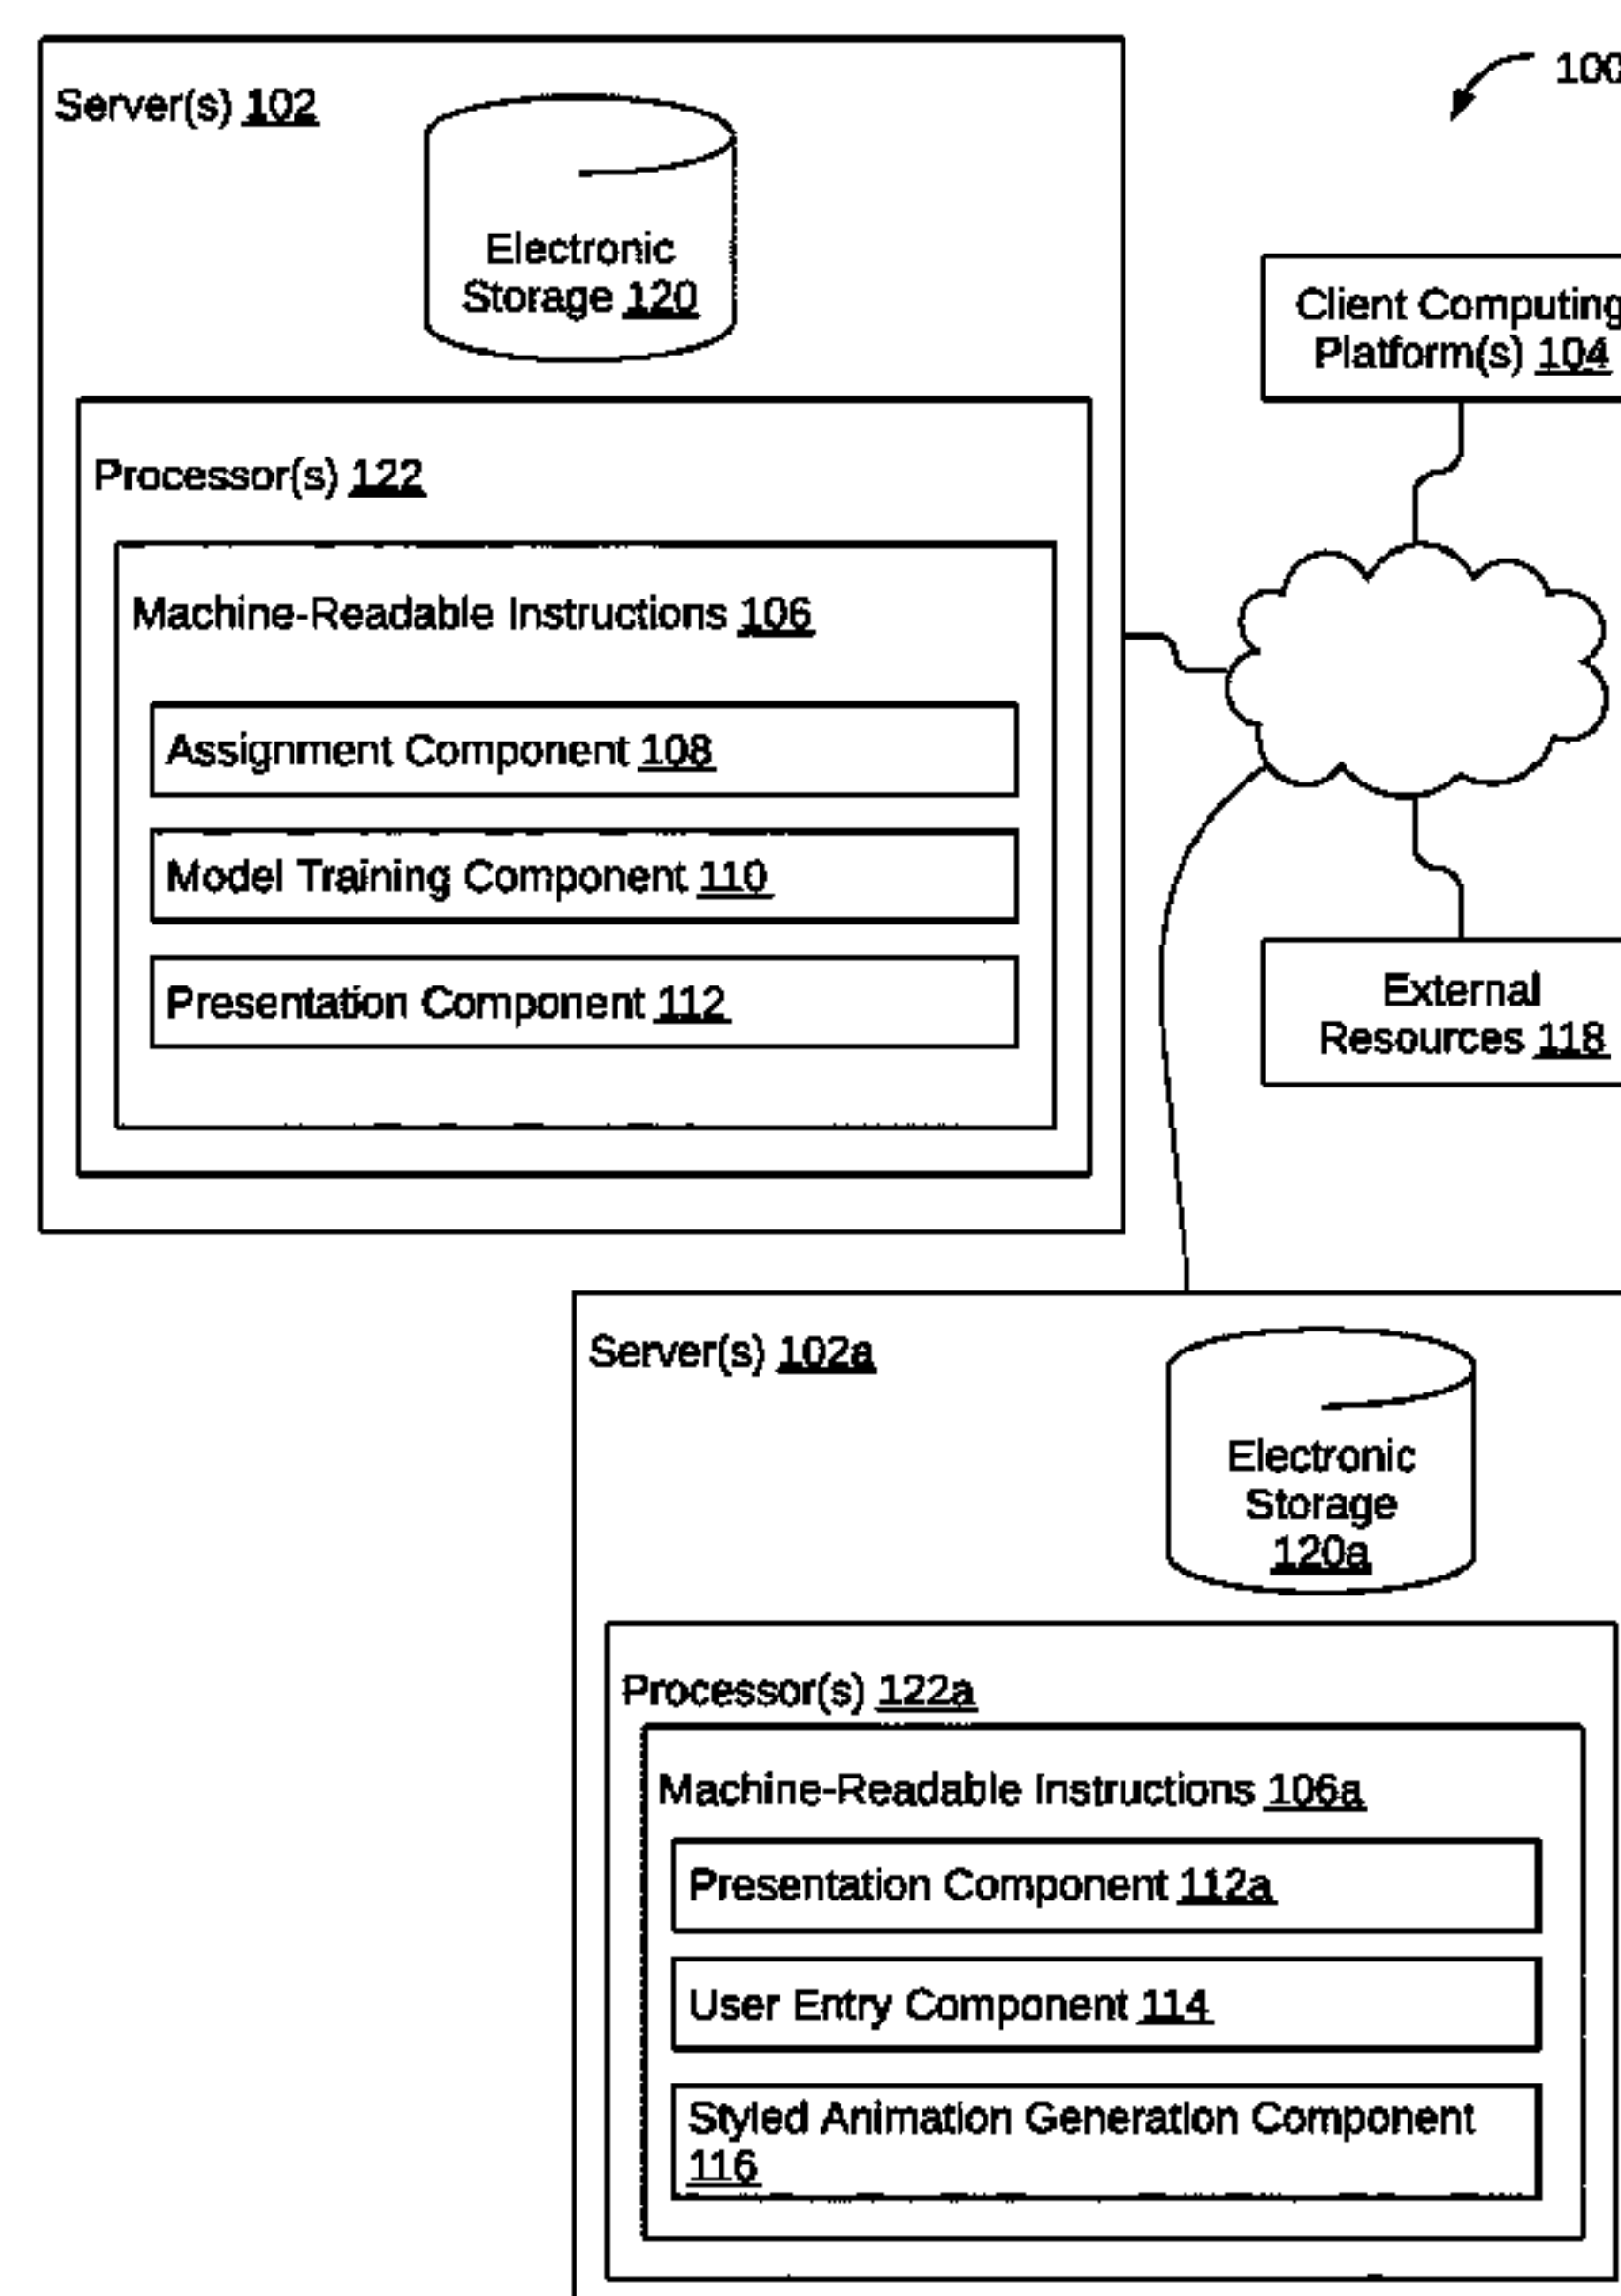 Server(s) 102
100
Electronic
Storage 120
Client Computing
Platform(s) 104
Processor(s) 122
Machine-Readable Instructions 106
Assignment Component 108
Model Training Component 110
Presentation Component 112
External
Resources 118
Server(s) 102a
Electronic
Storage
120a
Processor(s) 122a
Machine-Readable Instructions 106a
Presentation Component 112a
User Entry Component 114
Styled Animation Generation Component
116